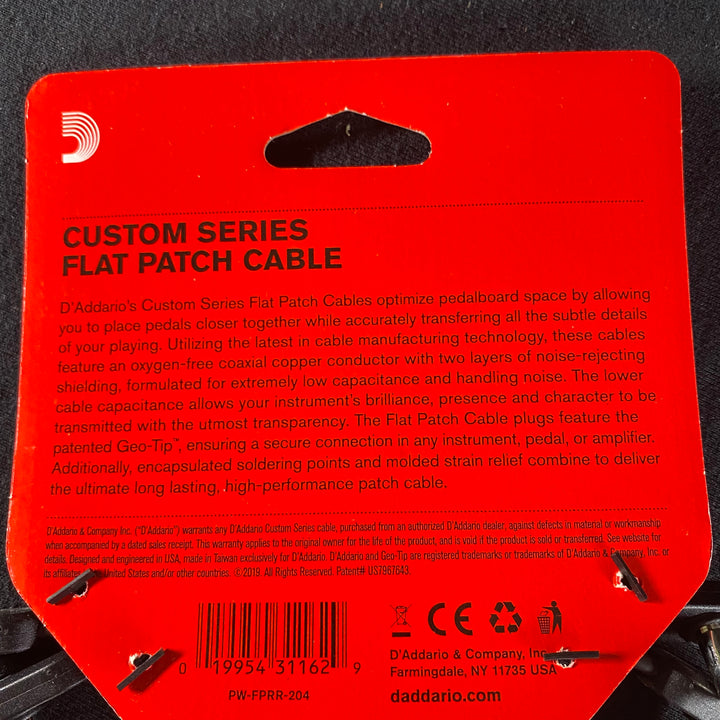 CUSTOM SERIES
FLAT PATCH CABLE
D'Addario's Custom Series Flat Patch Cables optimize pedalboard space by allowing
you to place pedals closer together while accurately transferring all the subtle details
of your playing. Utilizing the latest in cable manufacturing technology, these cables
feature an oxygen-free coaxial copper conductor with two layers of noise-rejecting
shielding, formulated for extremely low capacitance and handling noise. The lower
cable capacitance allows your instrument's brilliance, presence and character to be
transmitted with the utmost transparency. The Flat Patch Cable plugs feature the
patented Geo-Tip™, ensuring a secure connection in any instrument, pedal, or amplifier.
Additionally, encapsulated soldering points and molded strain relief combine to deliver
the ultimate long lasting, high-performance patch cable.
D'Addario & Company Inc. ("D'Addario") warrants any D'Addario Custom Series cable, purchased from an authorized D'Addario dealer, against defects in material or workmanship
when accompanied by a dated sales receipt. This warranty applies to the original owner for the life of the product, and is void if the product is sold or transferred. See website for
details. Designed and engineered in USA, made in Taiwan exclusively for D'Addario. D'Addario and Geo-Tip are registered trademarks or trademarks of D'Addario & Company, Inc. or
its affiliates United States and/or other countries. © 2019. All Rights Reserved. Patent# US7867643.
0 19954 31162 9
PW-FPRR-204
CE
D'Addario & Company, Inc.
Farmingdale, NY 11735 USA
daddario.com